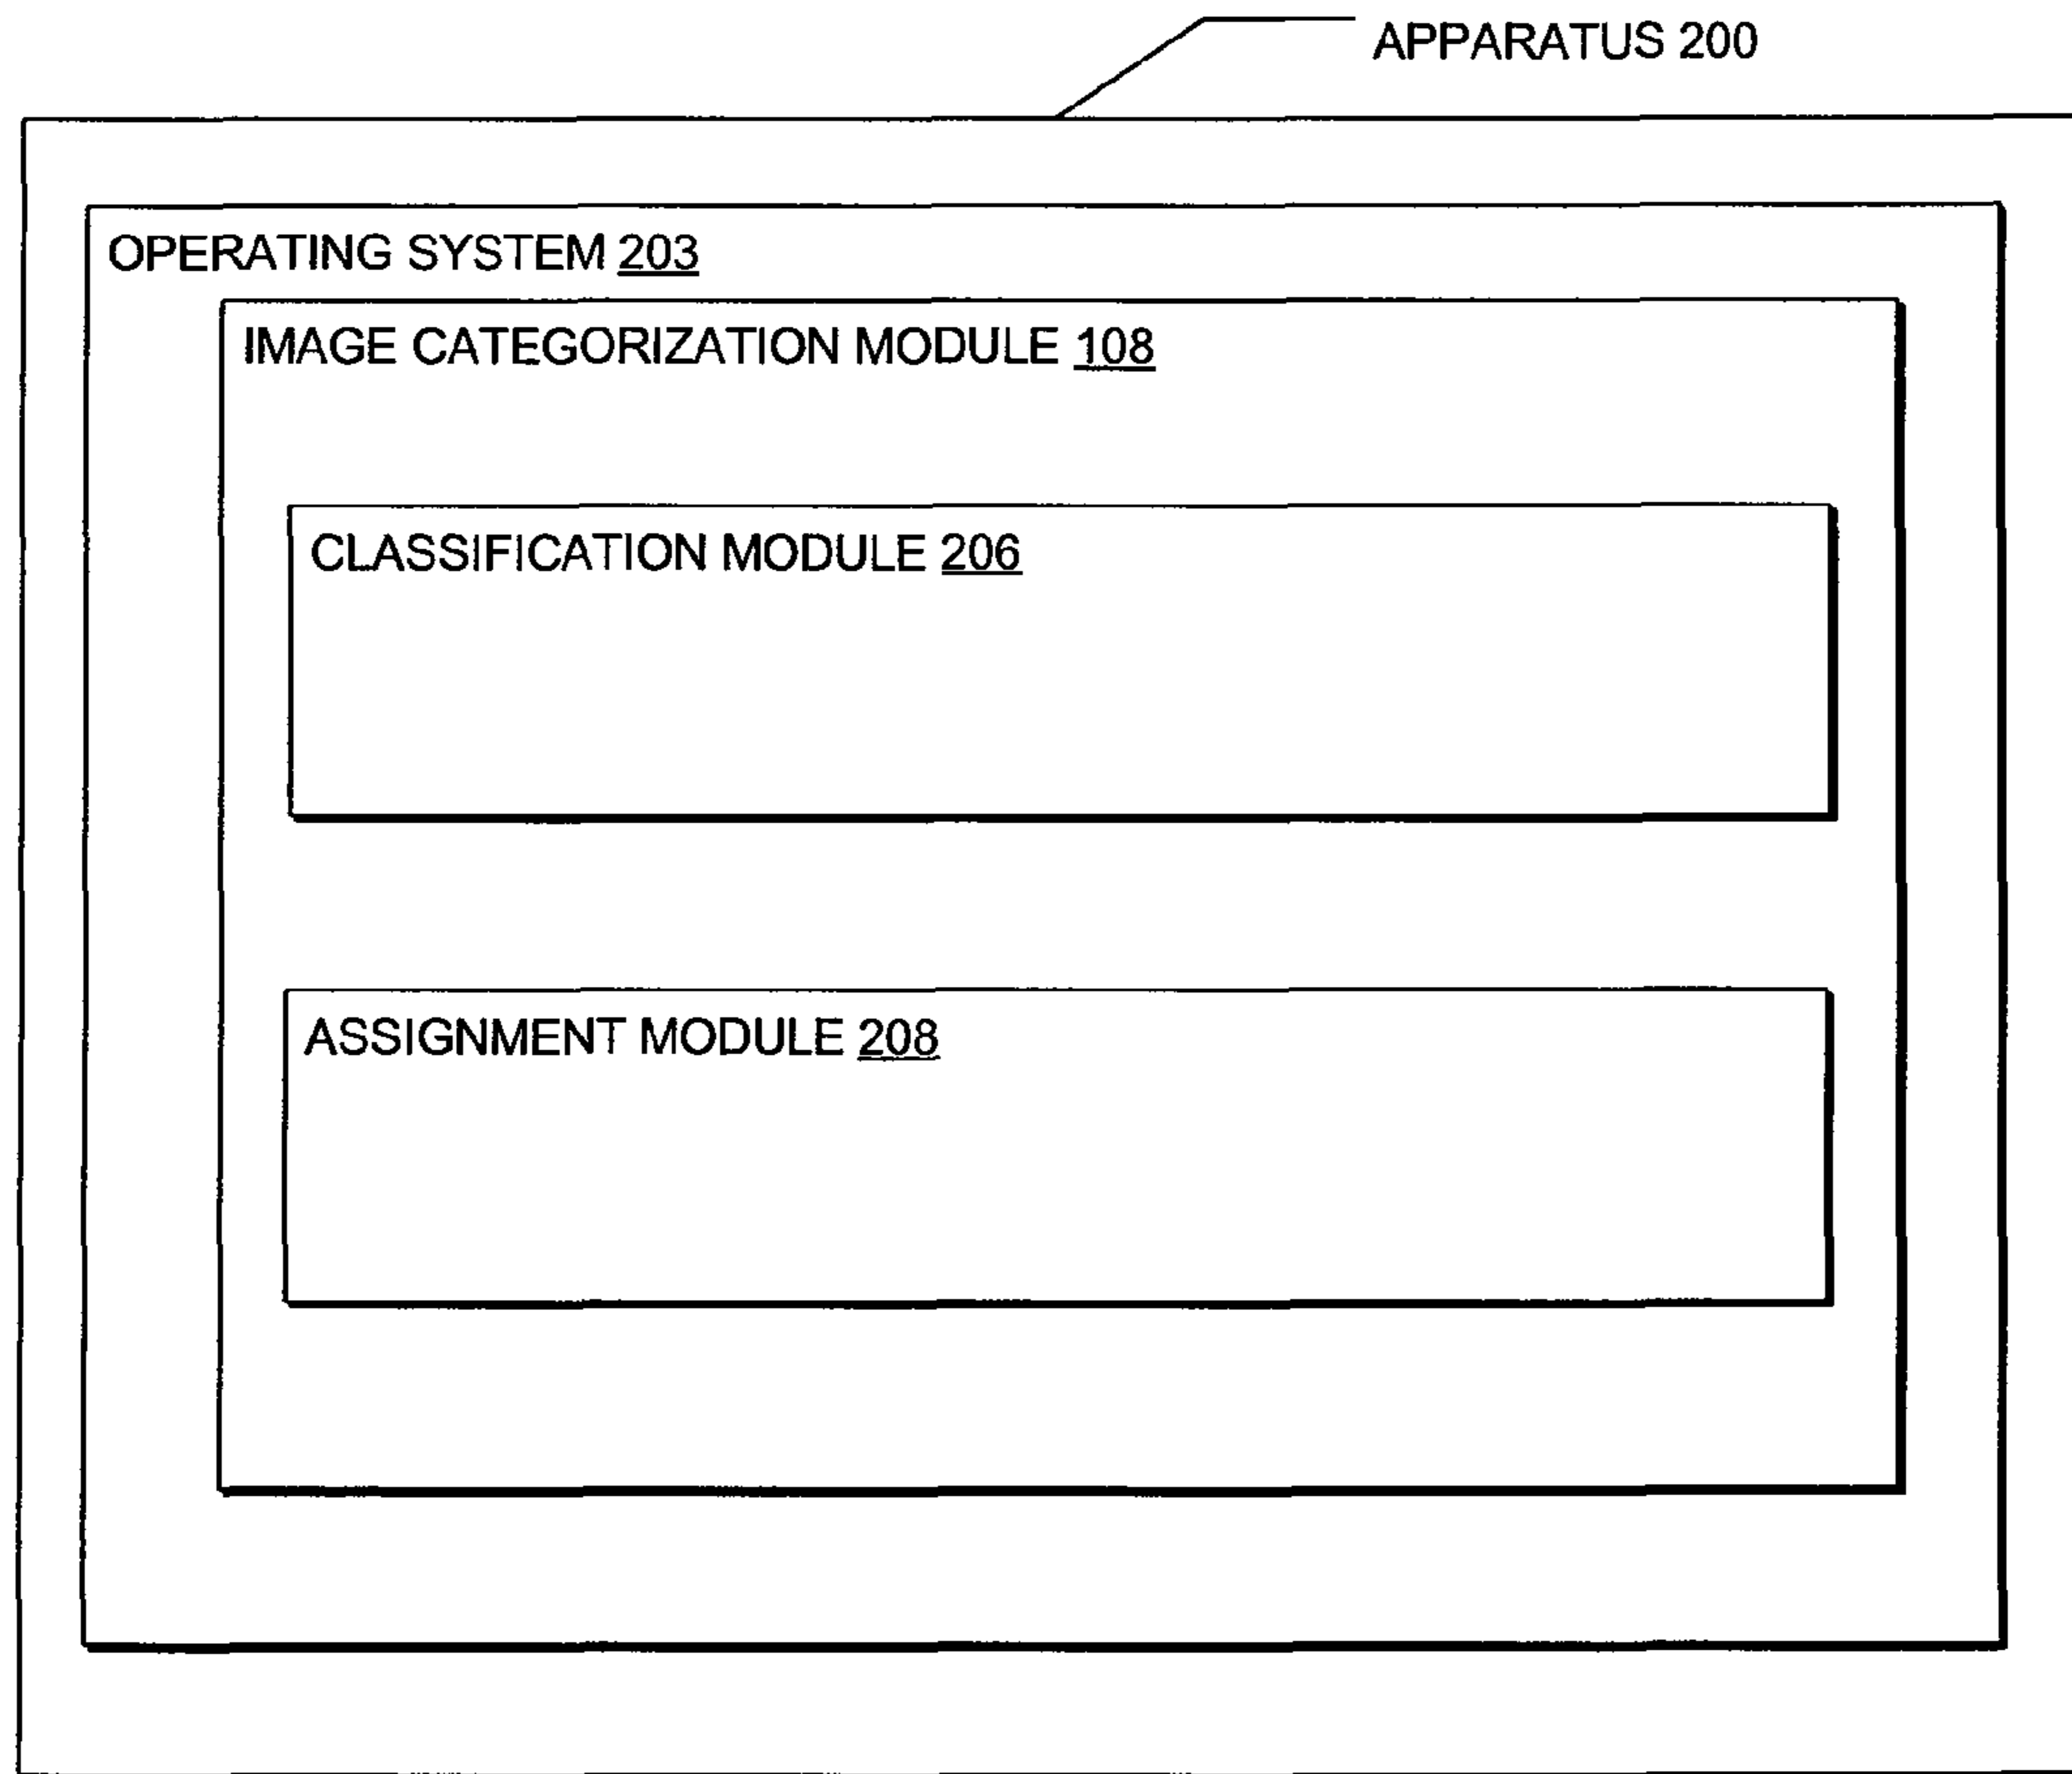 APPARATUS 200
OPERATING SYSTEM 203
IMAGE CATEGORIZATION MODULE 108
CLASSIFICATION MODULE 206
ASSIGNMENT MODULE 208